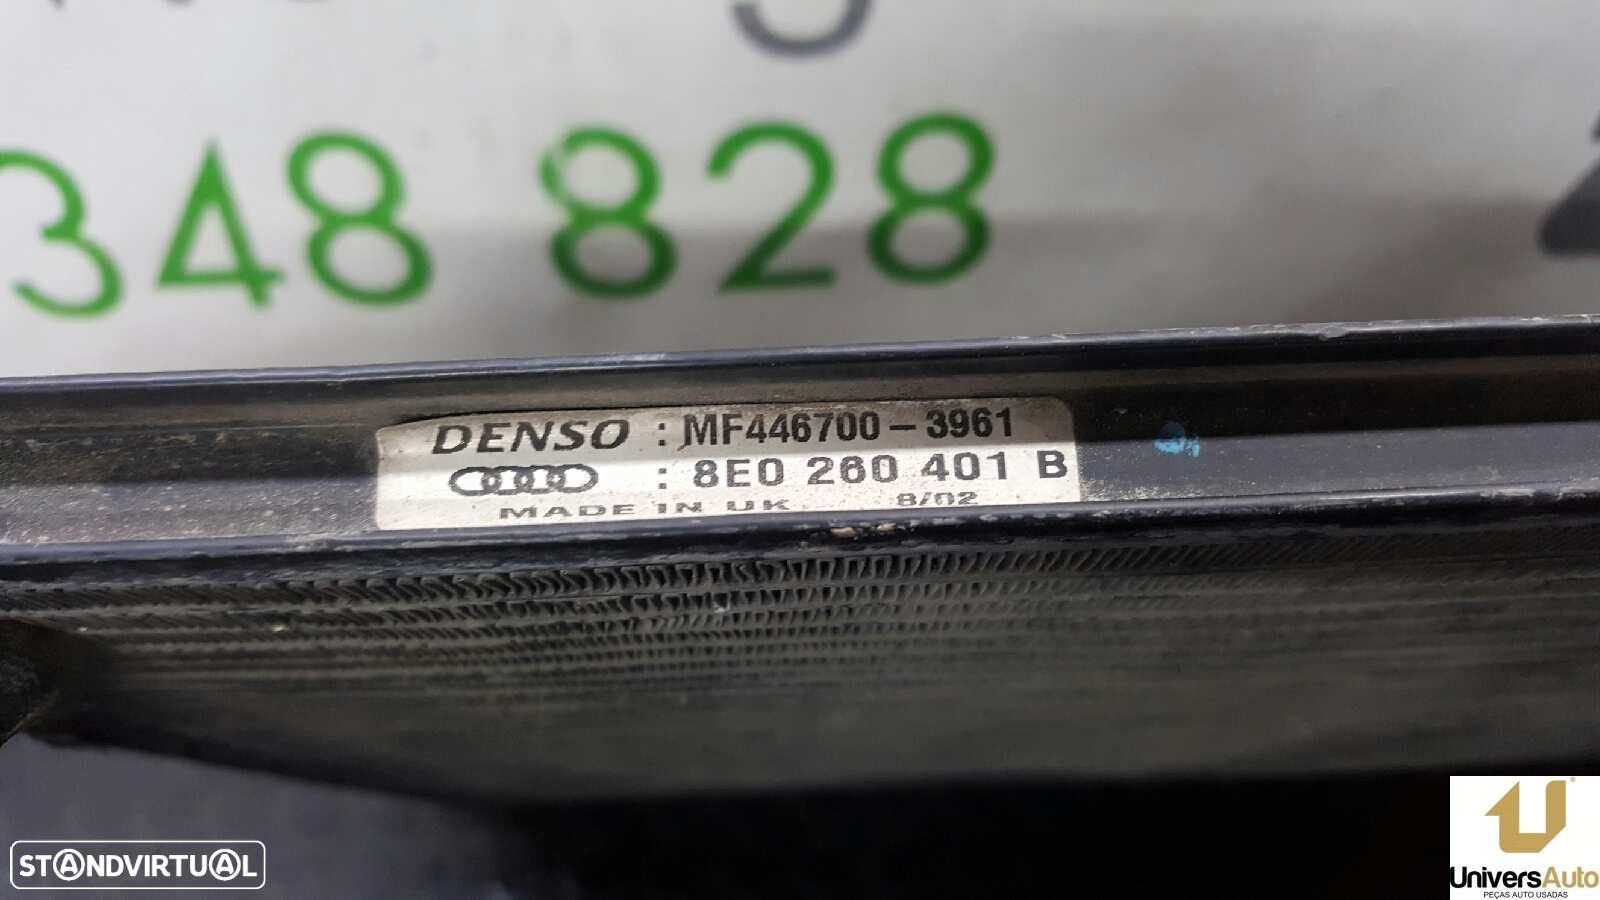 348 828
DENSO : MF446700-3961
: 8E0 260 401 B
MADE IN UK 8/02
STANDVIRTUAL
UniversAuto
PEÇAS AUTO USADAS